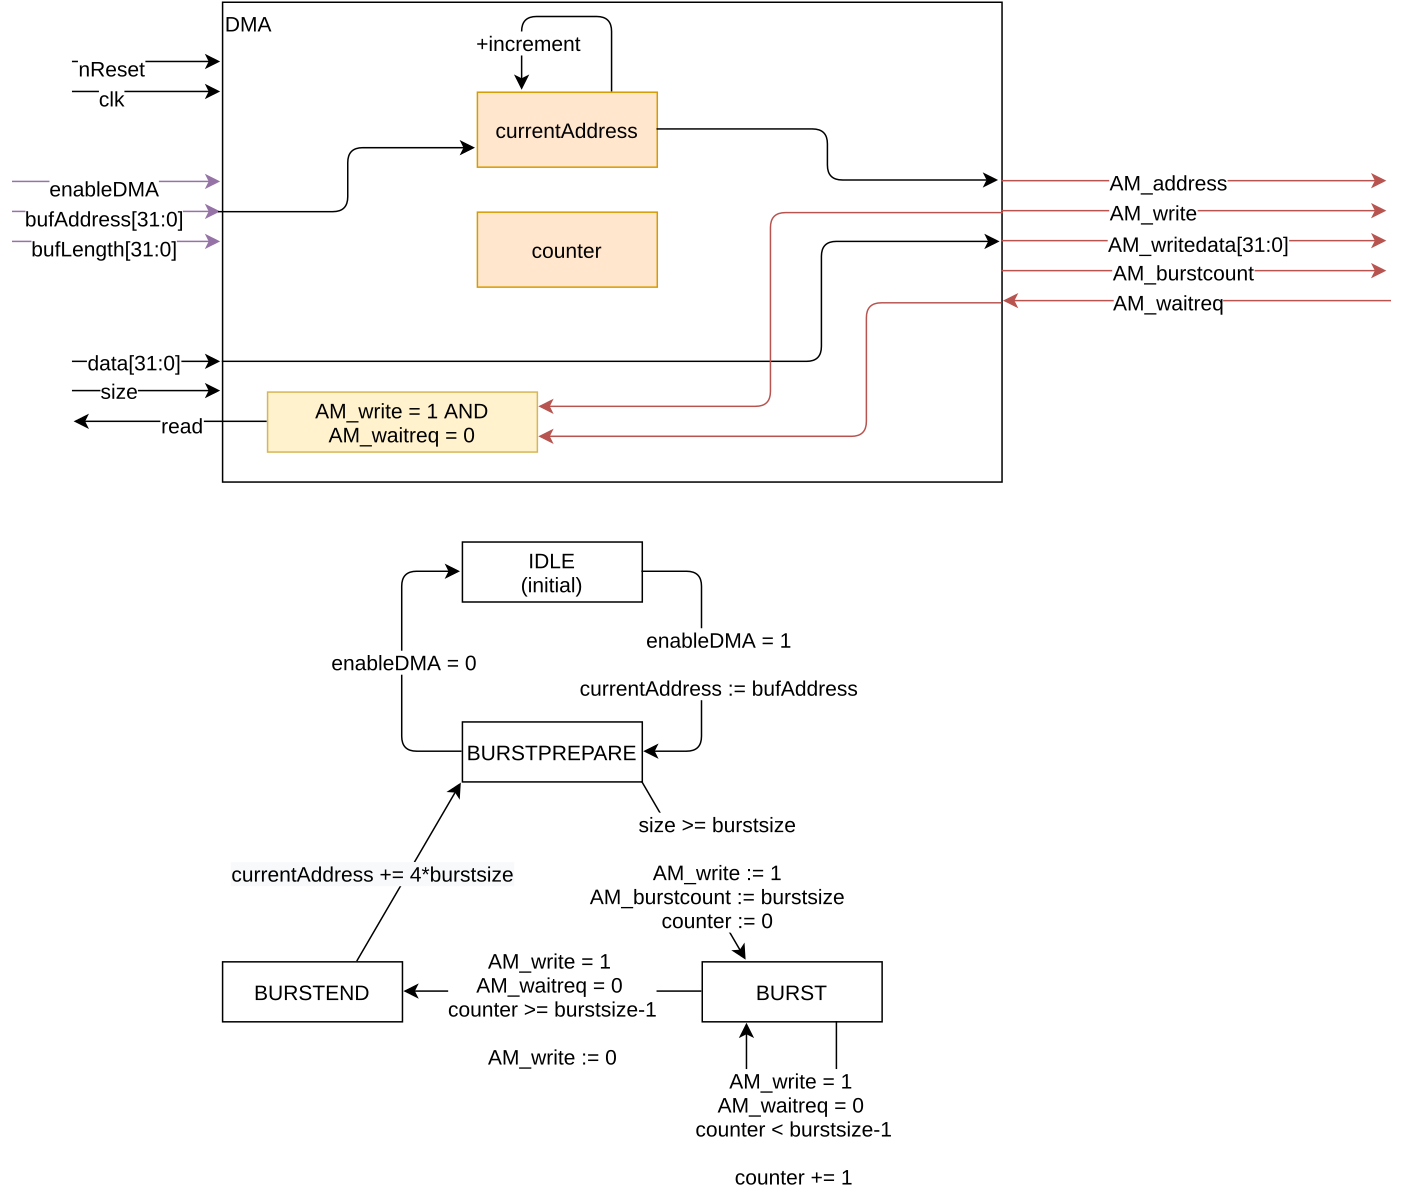 DMA
+increment
nReset
clk
currentAddress
enableDMA
bufAddress[31:0]
bufLength[31:0]
AM_address
AM_write
AM_writedata[31:0]
AM_burstcount
AM_waitreq
counter
data[31:0]
size
read
AM_write = 1 AND
AM_waitreq = 0
IDLE
(initial)
enableDMA = 1
currentAddress := bufAddress
enableDMA = 0
BURSTPREPARE
size >= burstsize
AM_write := 1
AM_burstcount := burstsize
counter := 0
currentAddress += 4*burstsize
BURSTEND
AM_write = 1
AM_waitreq = 0
counter >= burstsize-1
AM_write := 0
BURST
AM_write = 1
AM_waitreq = 0
counter < burstsize-1
counter += 1